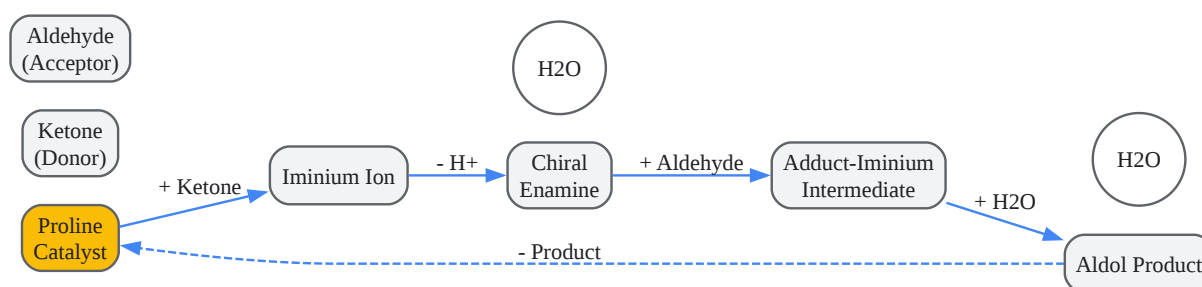 Aldehyde
(Acceptor)
H2O
Ketone
(Donor)
H2O
+ Ketone
Iminium Ion
- H+
Chiral
Enamine
+ Aldehyde
Adduct-Iminium
Intermediate
+ H2O
Proline
Catalyst
- Product
Aldol Product